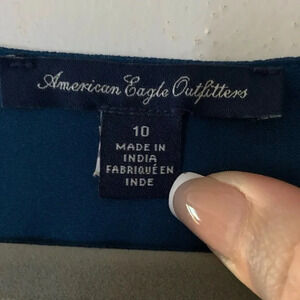 American Eagle Outfitters
10
MADE IN
INDIA
FABRIQUÉ EN
INDE